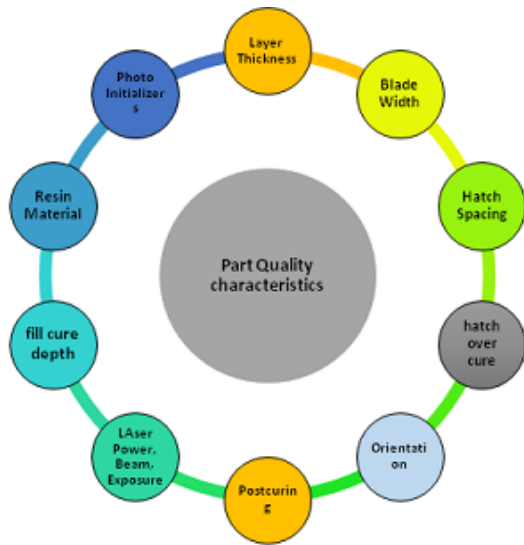 Layer
Thickness
Blade
Width
Hatch
Spacing
hatch
over
cure
Orientati
on
Postcurin
g
LAser
Power,
Beam,
Exposure
fill cure
depth
Resin
Material
Photo
Initializer
s
Part Quality
characteristics